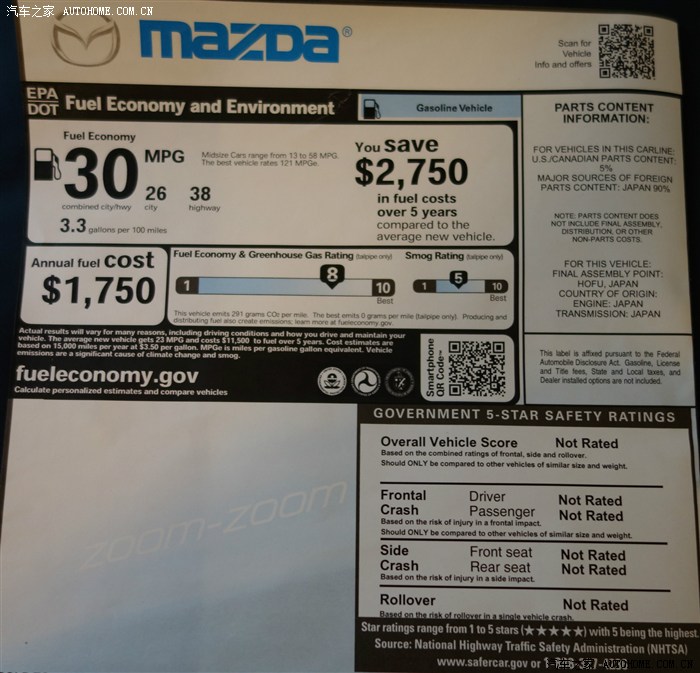 汽车之家 AUTOHOME.COM.CN
mazda®
Scan for
Vehicle
Info and offers
EPA
DOT
Fuel Economy and Environment
Gasoline Vehicle
Fuel Economy
30 MPG
combined city/hwy
26
city
38
highway
3.3 gallons per 100 miles
Midsize Cars range from 13 to 58 MPG.
The best vehicle rates 121 MPGe.
You save
$2,750
in fuel costs
over 5 years
compared to the
average new vehicle.
Annual fuel cost
$1,750
Fuel Economy & Greenhouse Gas Rating (tailpipe only)
1
8
10
Best
Smog Rating (tailpipe only)
1
5
10
Best
This vehicle emits 291 grams CO2 per mile. The best emits 0 grams per mile (tailpipe only). Producing and
distributing fuel also create emissions; learn more at fueleconomy.gov.
Actual results will vary for many reasons, including driving conditions and how you drive and maintain your
vehicle. The average new vehicle gets 23 MPG and costs $11,500 to fuel over 5 years. Cost estimates are
based on 15,000 miles per year at $3.50 per gallon. MPGe is miles per gasoline gallon equivalent. Vehicle
emissions are a significant cause of climate change and smog.
fueleconomy.gov
Calculate personalized estimates and compare vehicles
Smartphone
QR Code™
PARTS CONTENT
INFORMATION:
FOR VEHICLES IN THIS CARLINE:
U.S./CANADIAN PARTS CONTENT:
5%
MAJOR SOURCES OF FOREIGN
PARTS CONTENT: JAPAN 90%
NOTE: PARTS CONTENT DOES
NOT INCLUDE FINAL ASSEMBLY,
DISTRIBUTION, OR OTHER
NON-PARTS COSTS.
FOR THIS VEHICLE:
FINAL ASSEMBLY POINT:
HOFU, JAPAN
COUNTRY OF ORIGIN:
ENGINE: JAPAN
TRANSMISSION: JAPAN
This label is affixed pursuant to the Federal
Automobile Disclosure Act. Gasoline, License
and Title fees, State and Local taxes, and
Dealer installed options are not included.
zoom-zoom
GOVERNMENT 5-STAR SAFETY RATINGS
Overall Vehicle Score Not Rated
Based on the combined ratings of frontal, side and rollover.
Should ONLY be compared to other vehicles of similar size and weight.
Frontal Driver Not Rated
Crash Passenger Not Rated
Based on the risk of injury in a frontal impact.
Should ONLY be compared to other vehicles of similar size and weight.
Side Front seat Not Rated
Crash Rear seat Not Rated
Based on the risk of injury in a side impact.
Rollover Not Rated
Based on the risk of rollover in a single vehicle crash.
Star ratings range from 1 to 5 stars (★★★★★) with 5 being the highest.
Source: National Highway Traffic Safety Administration (NHTSA)
www.safercar.gov or
汽车之家 AUTOHOME.COM.CN